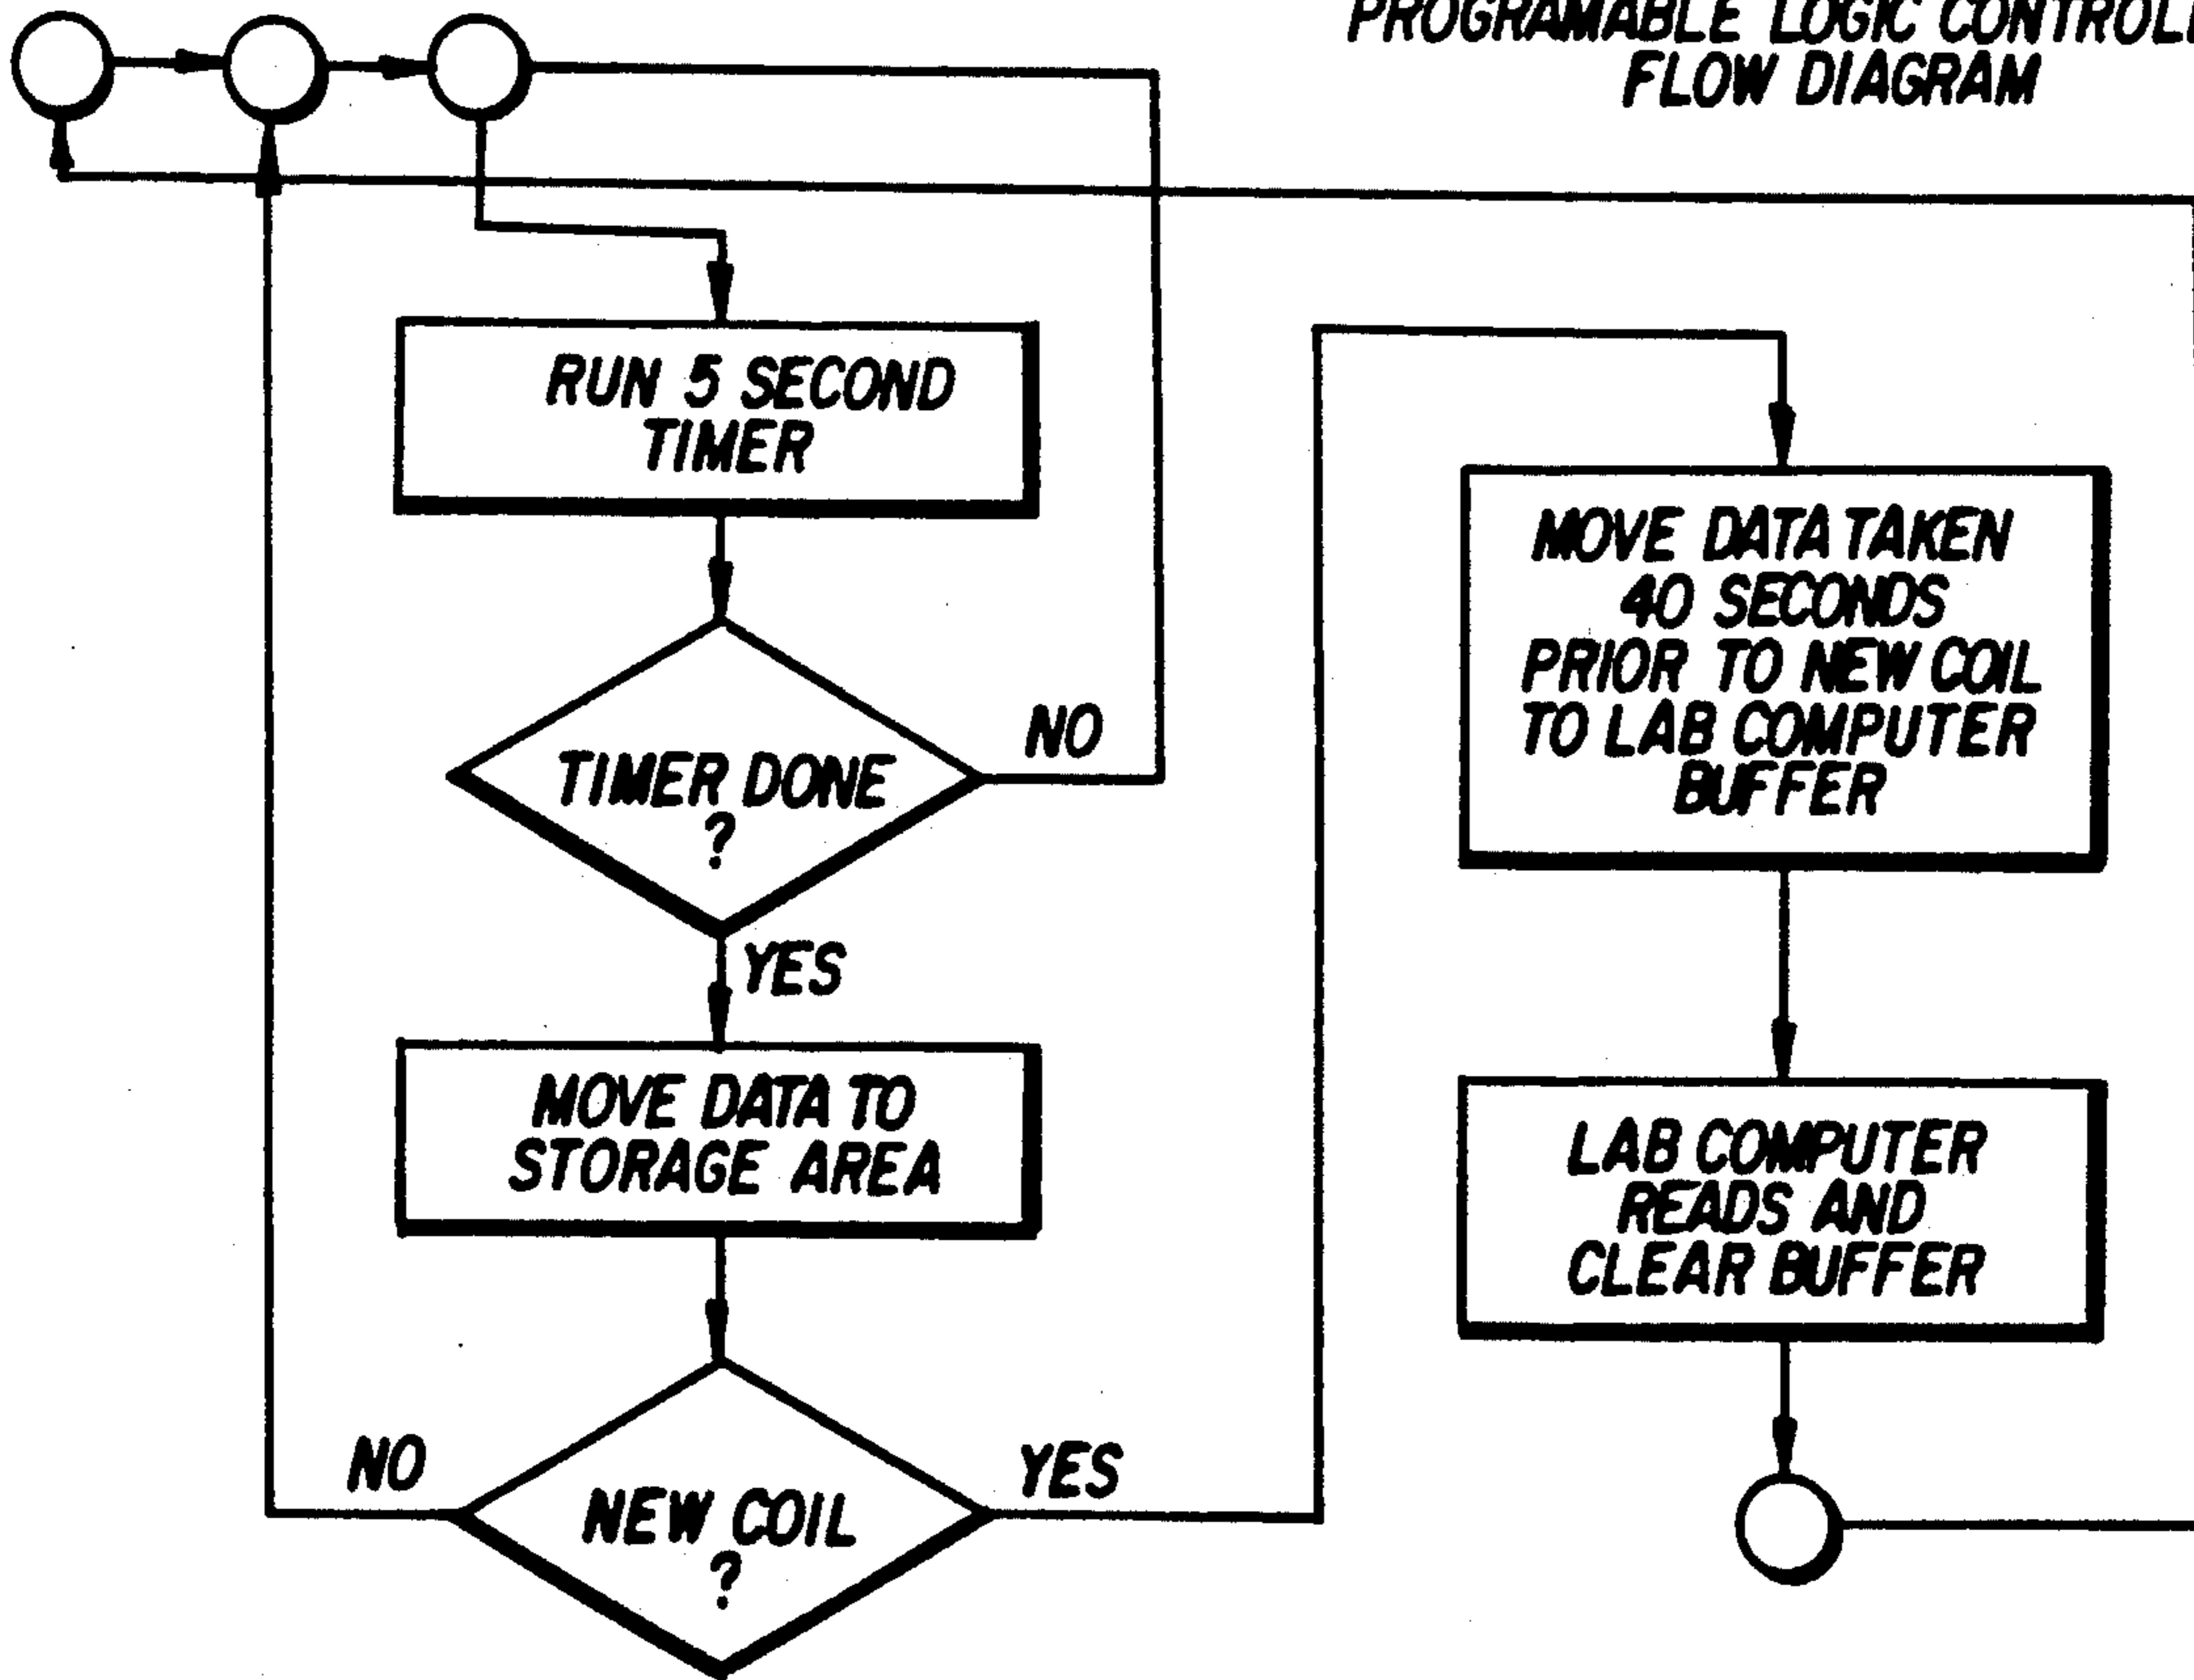 PROGRAMABLE LOGIC
FLOW DIAGRAM
RUN 5 SECOND
TIMER
TIMER DONE
?
NO
YES
MOVE DATA TO
STORAGE AREA
NEW COIL
?
NO
YES
MOVE DATA TAKEN
40 SECONDS
PRIOR TO NEW COIL
TO LAB COMPUTER
BUFFER
LAB COMPUTER
READS AND
CLEAR BUFFER